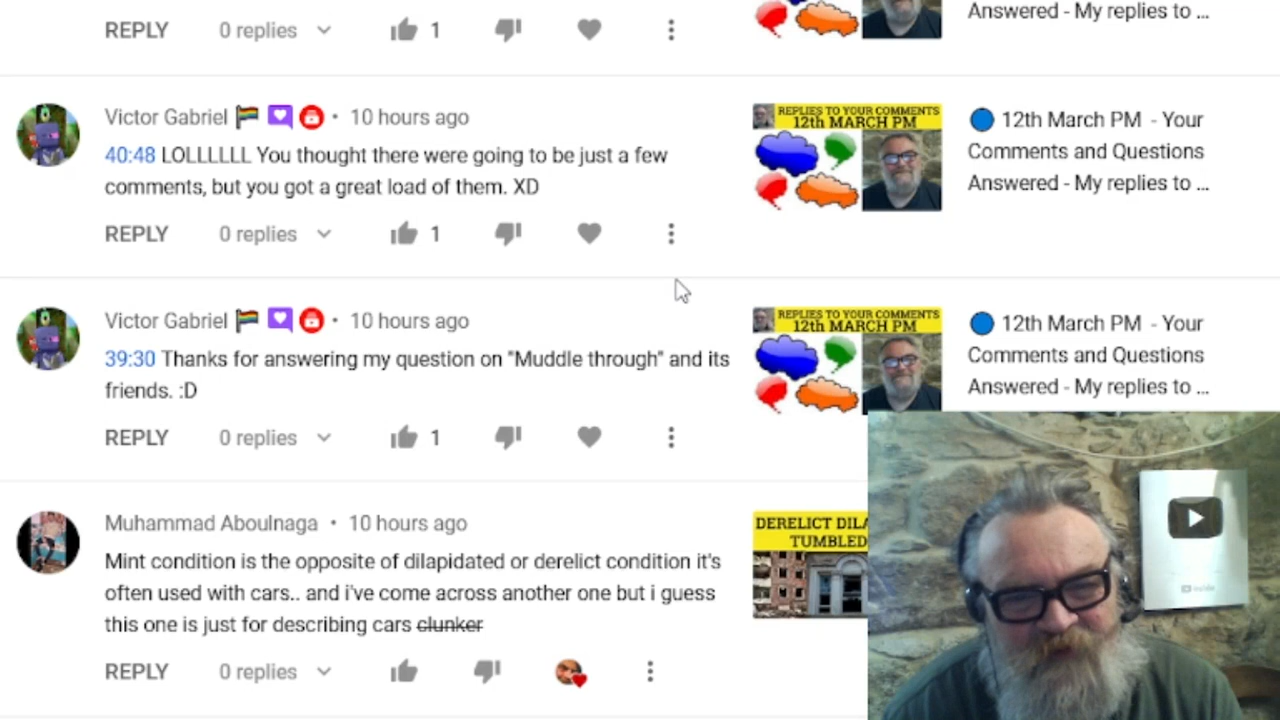 REPLY 0 replies 1
Answered - My replies to ...
Victor Gabriel • 10 hours ago
40:48 LOLLLLLL You thought there were going to be just a few
comments, but you got a great load of them. XD
REPLY 0 replies 1
REPLIES TO YOUR COMMENTS
12th MARCH PM
12th March PM - Your
Comments and Questions
Answered - My replies to ...
Victor Gabriel • 10 hours ago
39:30 Thanks for answering my question on "Muddle through" and its
friends. :D
REPLY 0 replies 1
REPLIES TO YOUR COMMENTS
12th MARCH PM
12th March PM - Your
Comments and Questions
Answered - My replies to ...
Muhammad Aboulnaga • 10 hours ago
Mint condition is the opposite of dilapidated or derelict condition it's
often used with cars.. and i've come across another one but i guess
this one is just for describing cars clunker
REPLY 0 replies
DERELICT DILA
TUMBLED